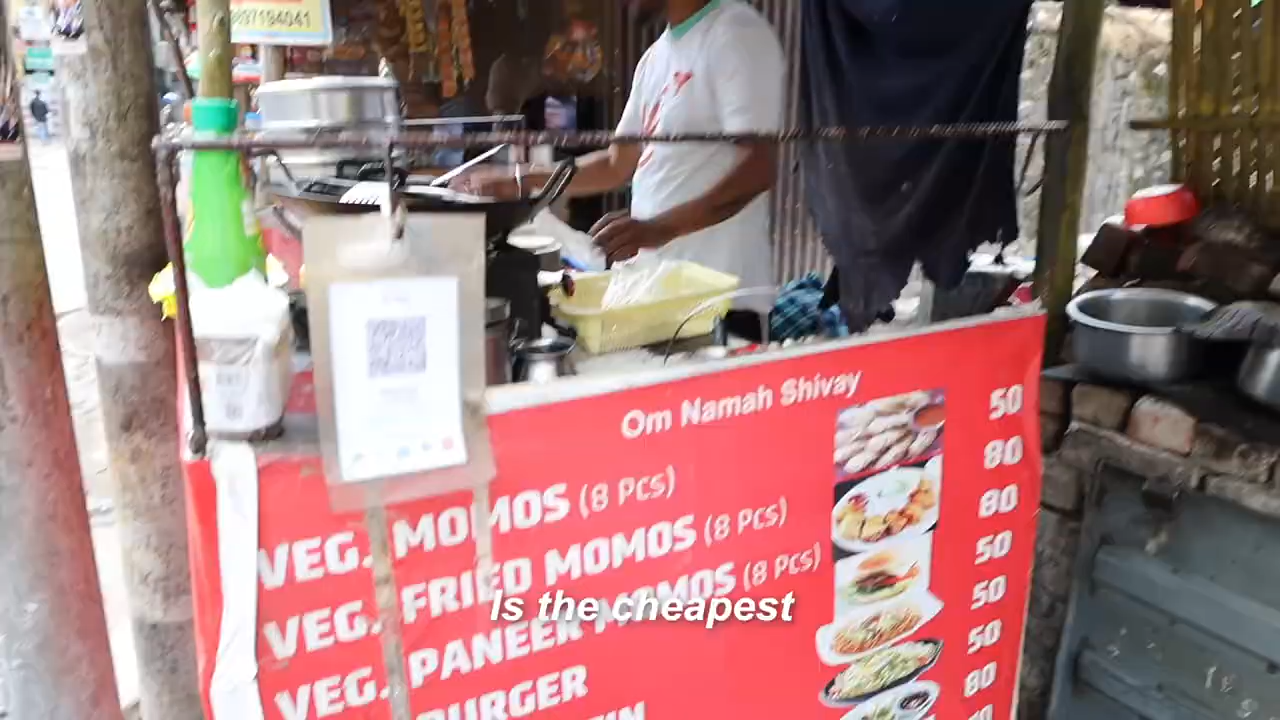 9897194041
Om Namah Shivay
VEG. MOMOS (8 Pcs) 50
VEG. FRIED MOMOS (8 Pcs) 80
VEG. PANEER MOMOS (8 Pcs) 80
BURGER 50
50
50
80
Is the cheapest